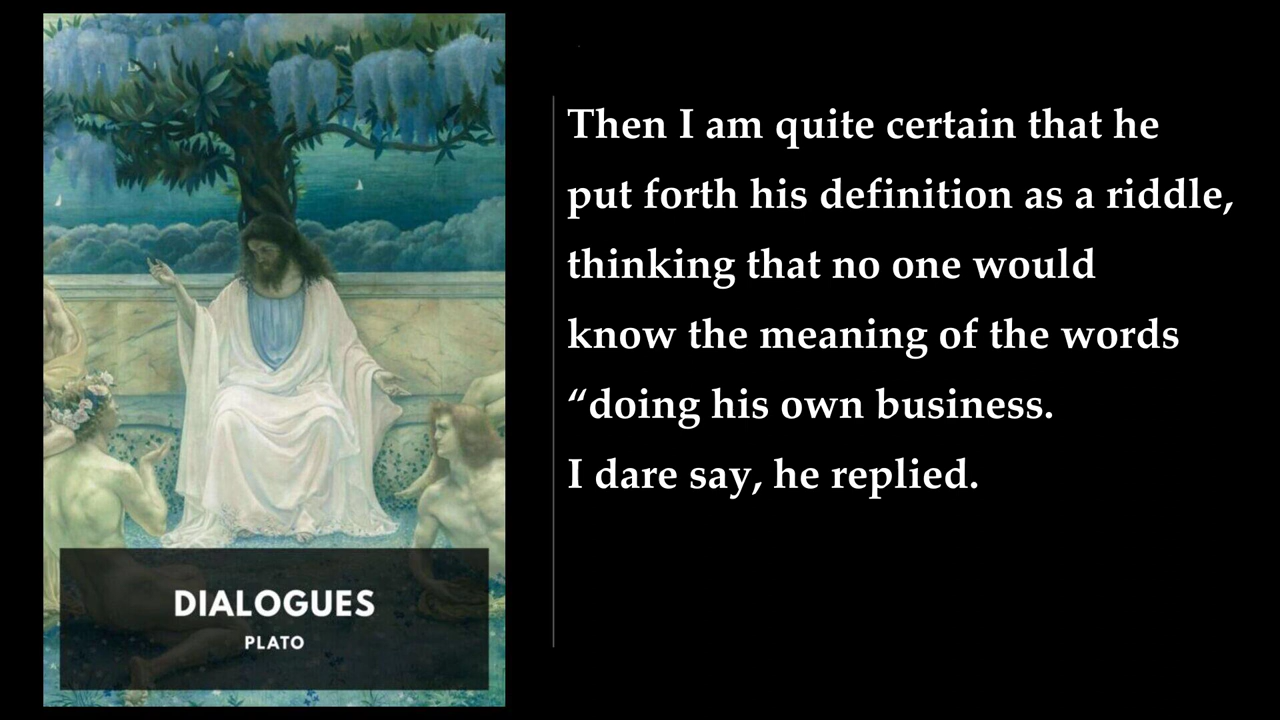 Then I am quite certain that he
put forth his definition as a riddle,
thinking that no one would
know the meaning of the words
“doing his own business.
I dare say, he replied.
DIALOGUES
PLATO